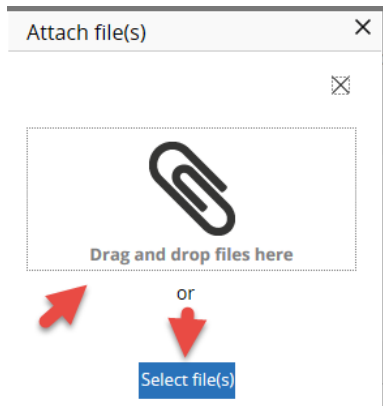 Attach file(s)
Drag and drop files here
or
Select file(s)